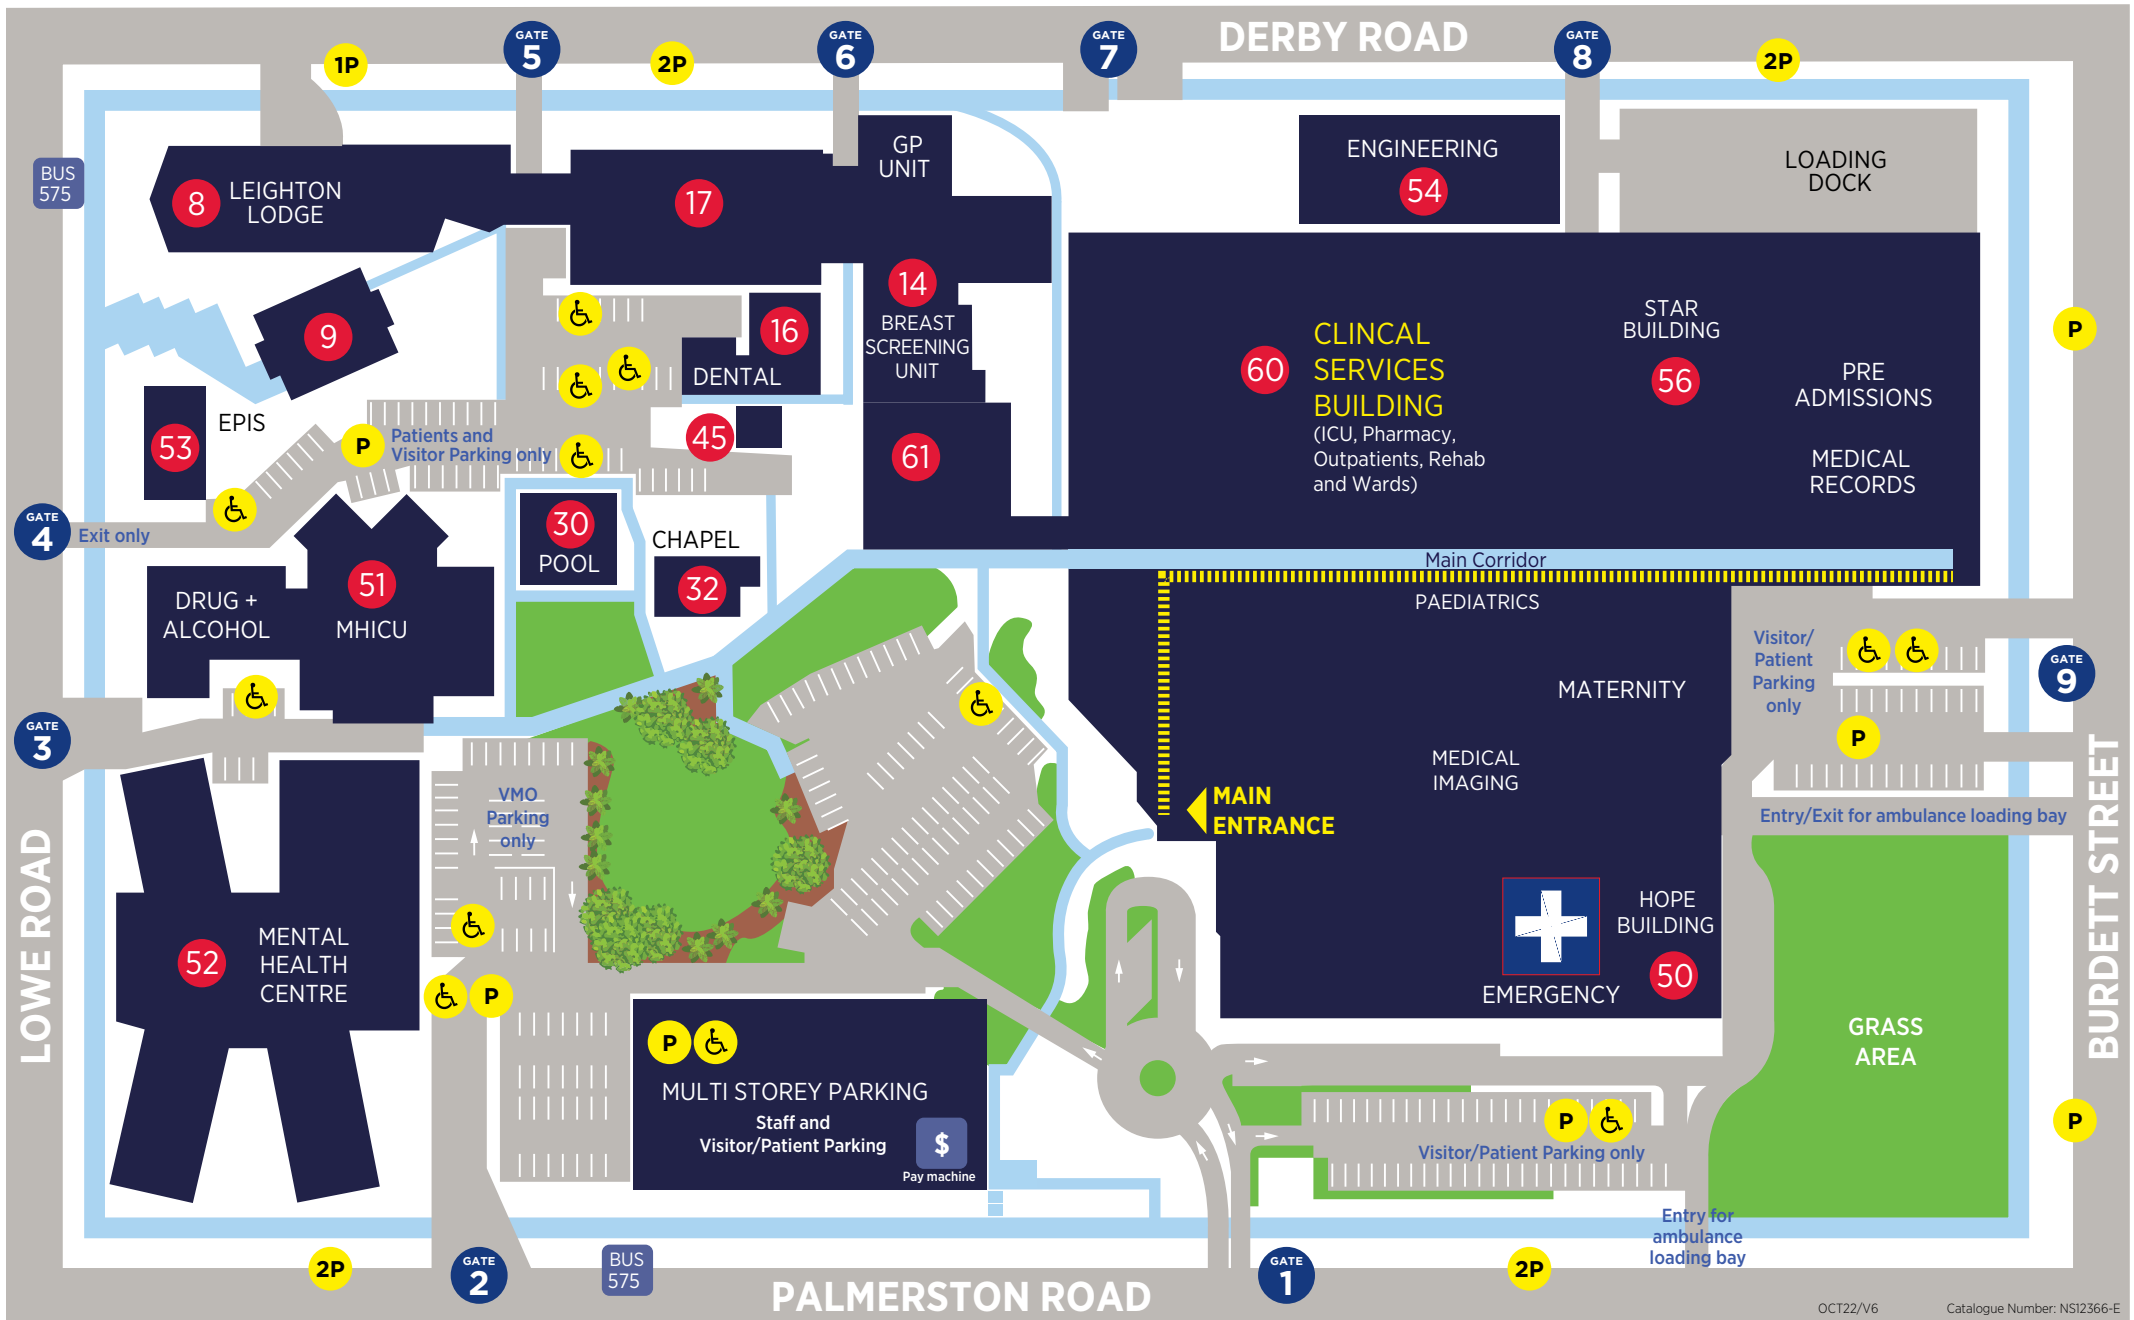 DERBY ROAD
GATE
5
GATE
6
GATE
7
GATE
8
1P
2P
2P
BUS
575
8
LEIGHTON
LODGE
17
GP
UNIT
ENGINEERING
54
LOADING
DOCK
9
16
DENTAL
14
BREAST
SCREENING
UNIT
60
CLINCAL
SERVICES
BUILDING
(ICU, Pharmacy,
Outpatients, Rehab
and Wards)
STAR
BUILDING
56
PRE
ADMISSIONS
MEDICAL
RECORDS
P
53
EPIS
P
Patients and
Visitor Parking only
45
61
GATE
4
Exit only
30
POOL
CHAPEL
32
Main Corridor
DRUG +
ALCOHOL
51
MHICU
PAEDIATRICS
MATERNITY
MEDICAL
IMAGING
Visitor/
Patient
Parking
only
P
GATE
9
GATE
3
VMO
Parking
only
MAIN
ENTRANCE
Entry/Exit for ambulance loading bay
LOWE ROAD
BURDETT STREET
52
MENTAL
HEALTH
CENTRE
P
HOPE
BUILDING
50
EMERGENCY
GRASS
AREA
P
MULTI STOREY PARKING
Staff and
Visitor/Patient Parking
$
Pay machine
P
Visitor/Patient Parking only
P
Entry for
ambulance
loading bay
2P
GATE
2
BUS
575
PALMERSTON ROAD
GATE
1
2P
OCT22/V6
Catalogue Number: NS12366-E